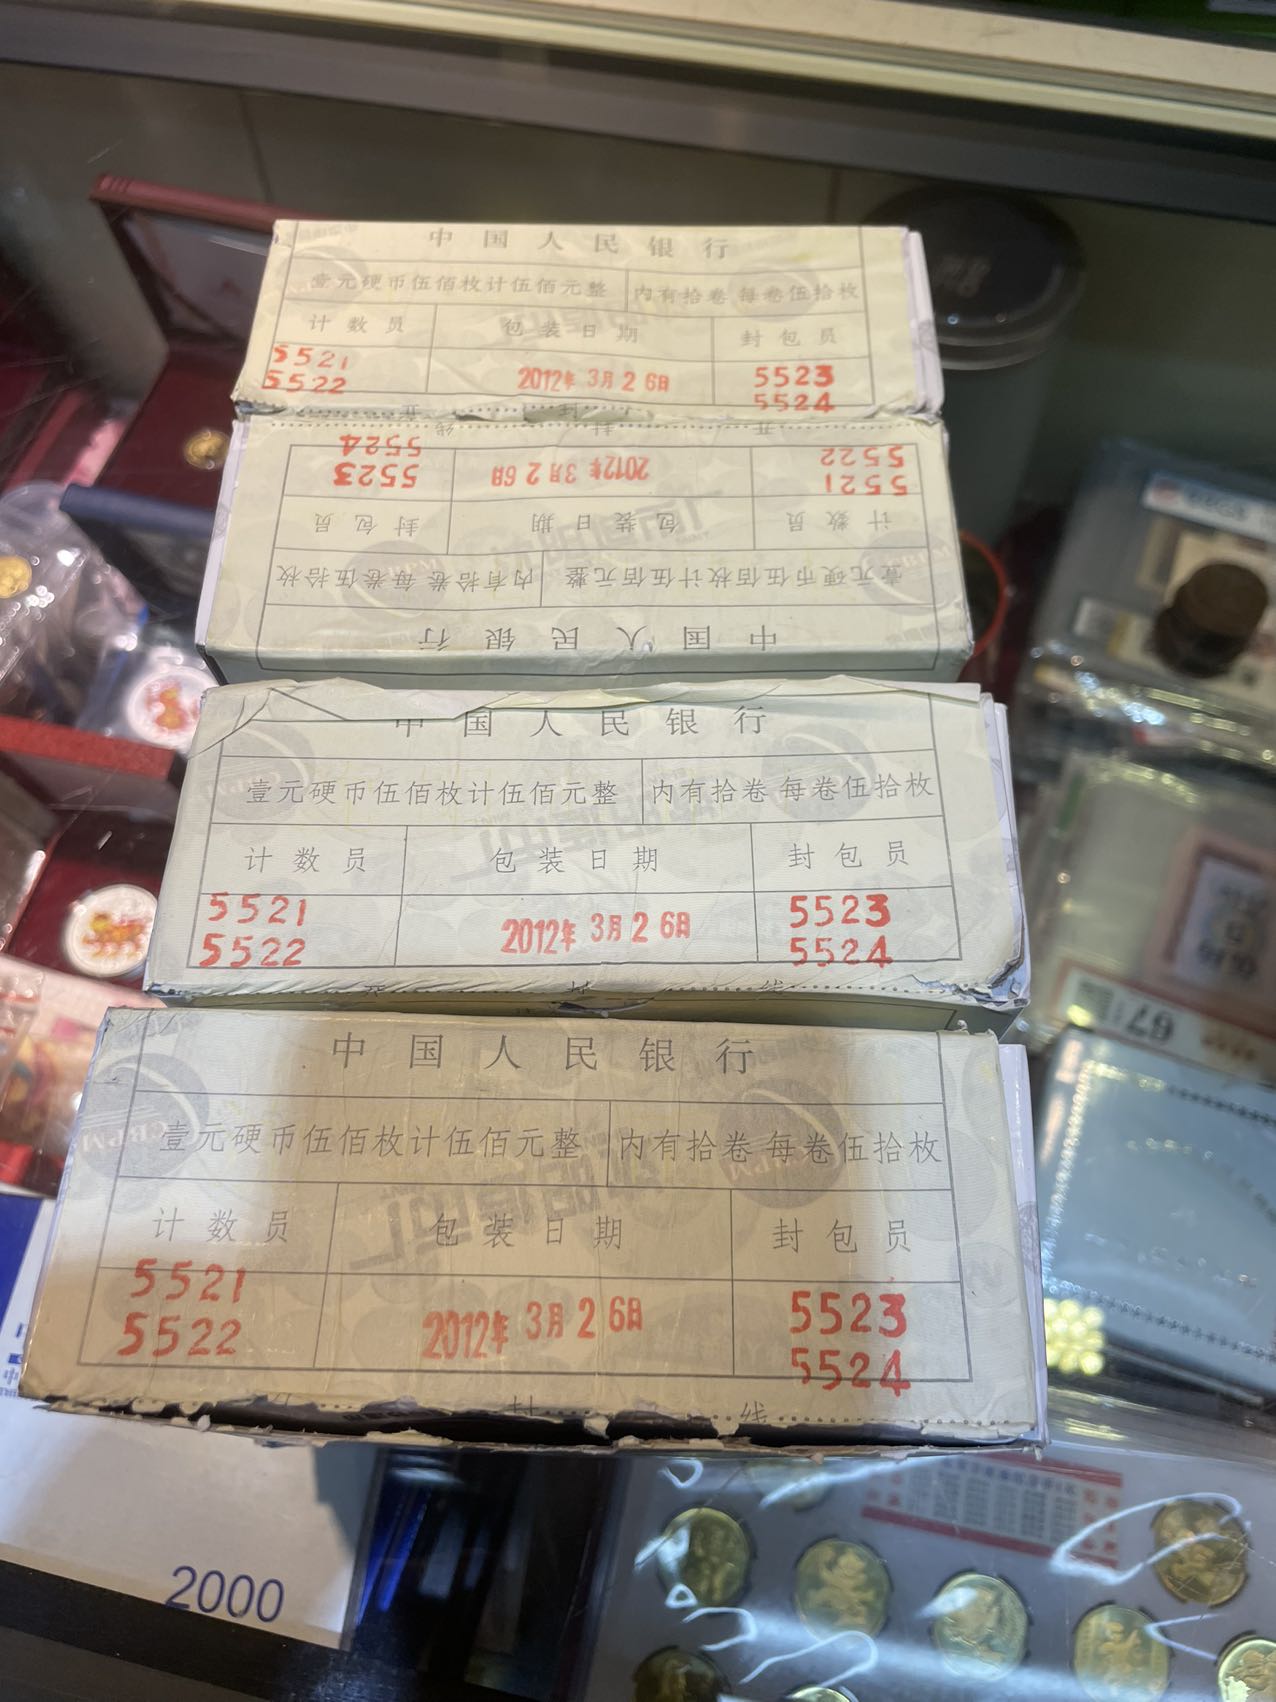 中国人民银行
壹元硬币伍佰枚计伍佰元整 内有拾卷 每卷伍拾枚
计数员 包装日期 封包员
5521 2012年3月26日 5523
5522 5524
开 封 线
5521 2012年3月26日 5523
5522 5524
计数员 包装日期 封包员
壹元硬币伍佰枚计伍佰元整 内有拾卷 每卷伍拾枚
中国人民银行
中国人民银行
壹元硬币伍佰枚计伍佰元整 内有拾卷 每卷伍拾枚
计数员 包装日期 封包员
5521 2012年3月26日 5523
5522 5524
线
中国人民银行
壹元硬币伍佰枚计伍佰元整 内有拾卷 每卷伍拾枚
CBPM
计数员 包装日期 封包员
5521 2012年3月26日 5523
5522 5524
封 线
67
中
2000